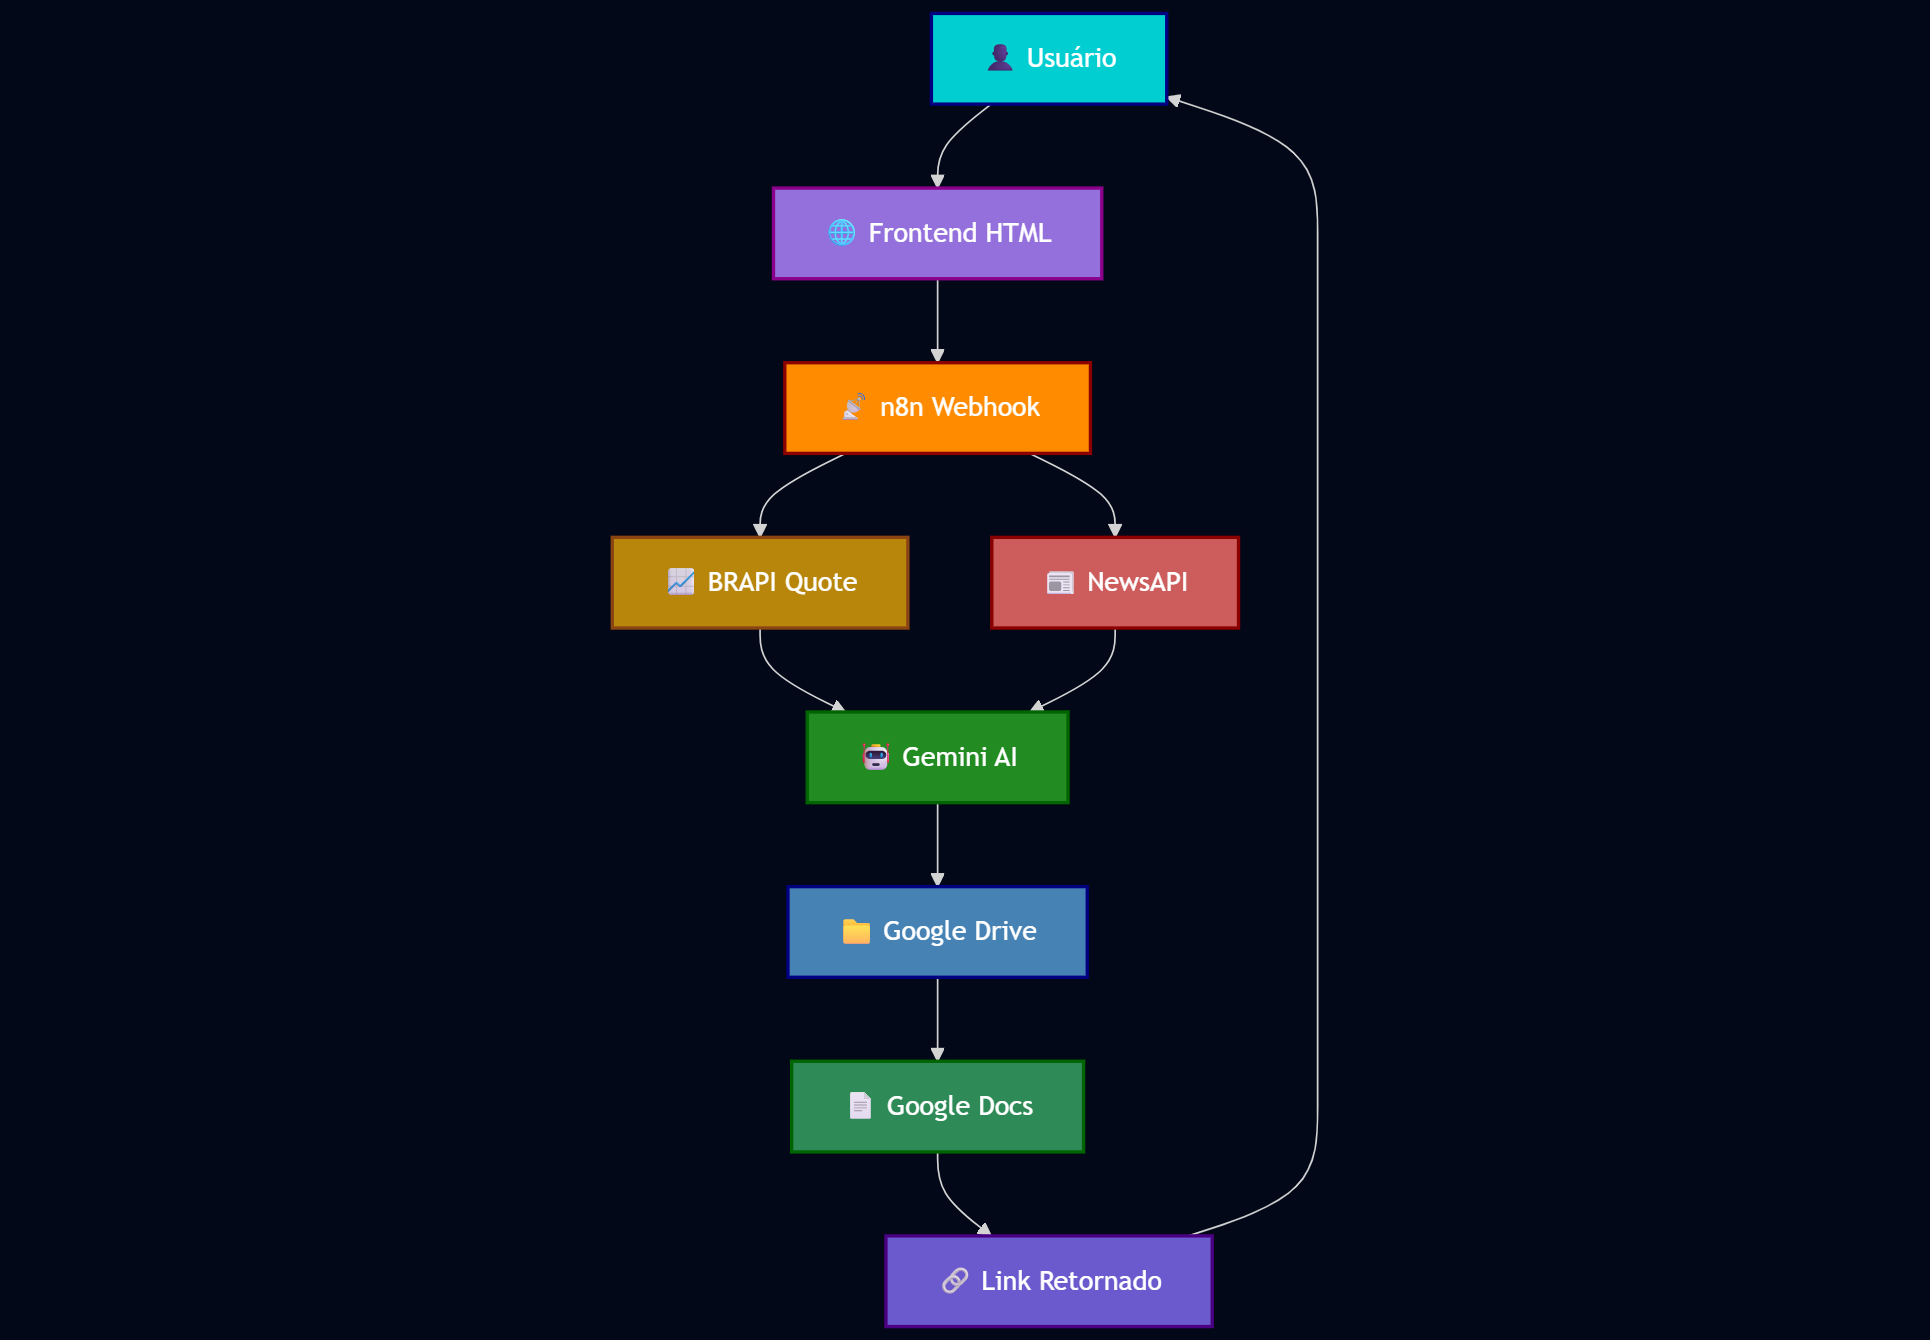 Usuário
Frontend HTML
n8n Webhook
BRAPI Quote
NewsAPI
Gemini AI
Google Drive
Google Docs
Link Retornado